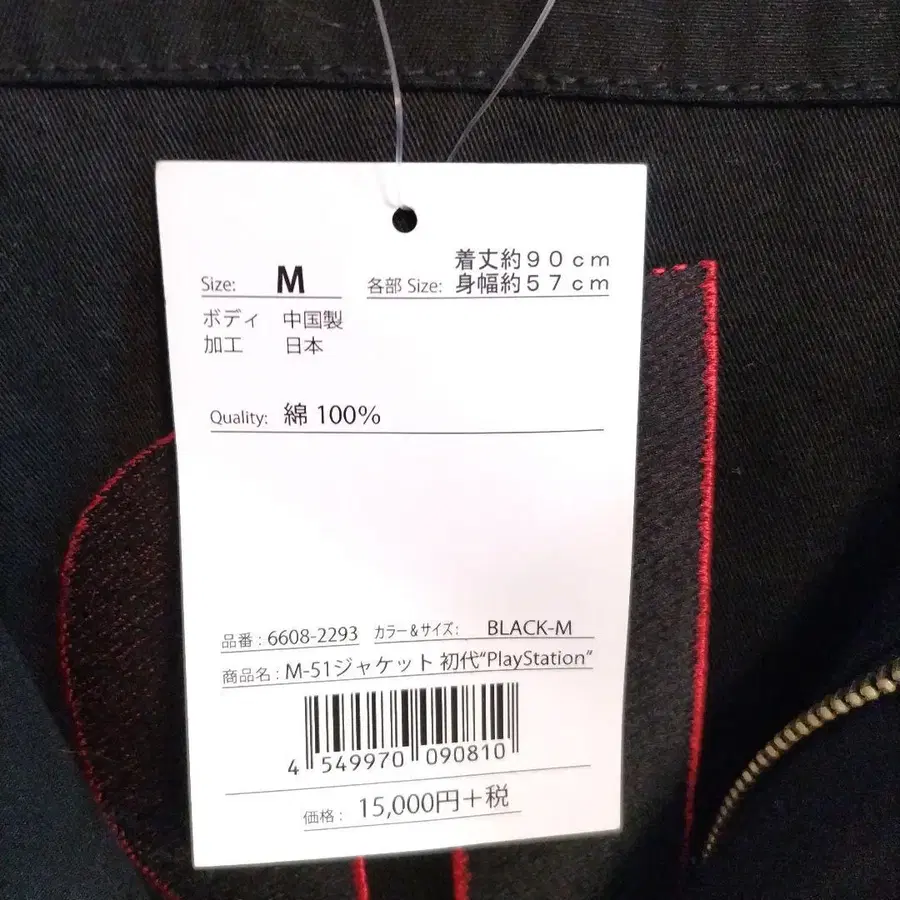 Size: M
各部 Size: 着丈約90cm
身幅約57cm
ボディ 中国製
加工 日本
Quality: 綿 100%
品番:6608-2293 カラー&サイズ: BLACK-M
商品名:M-51ジャケット 初代“PlayStation”
4 549970 090810
価格: 15,000円+税